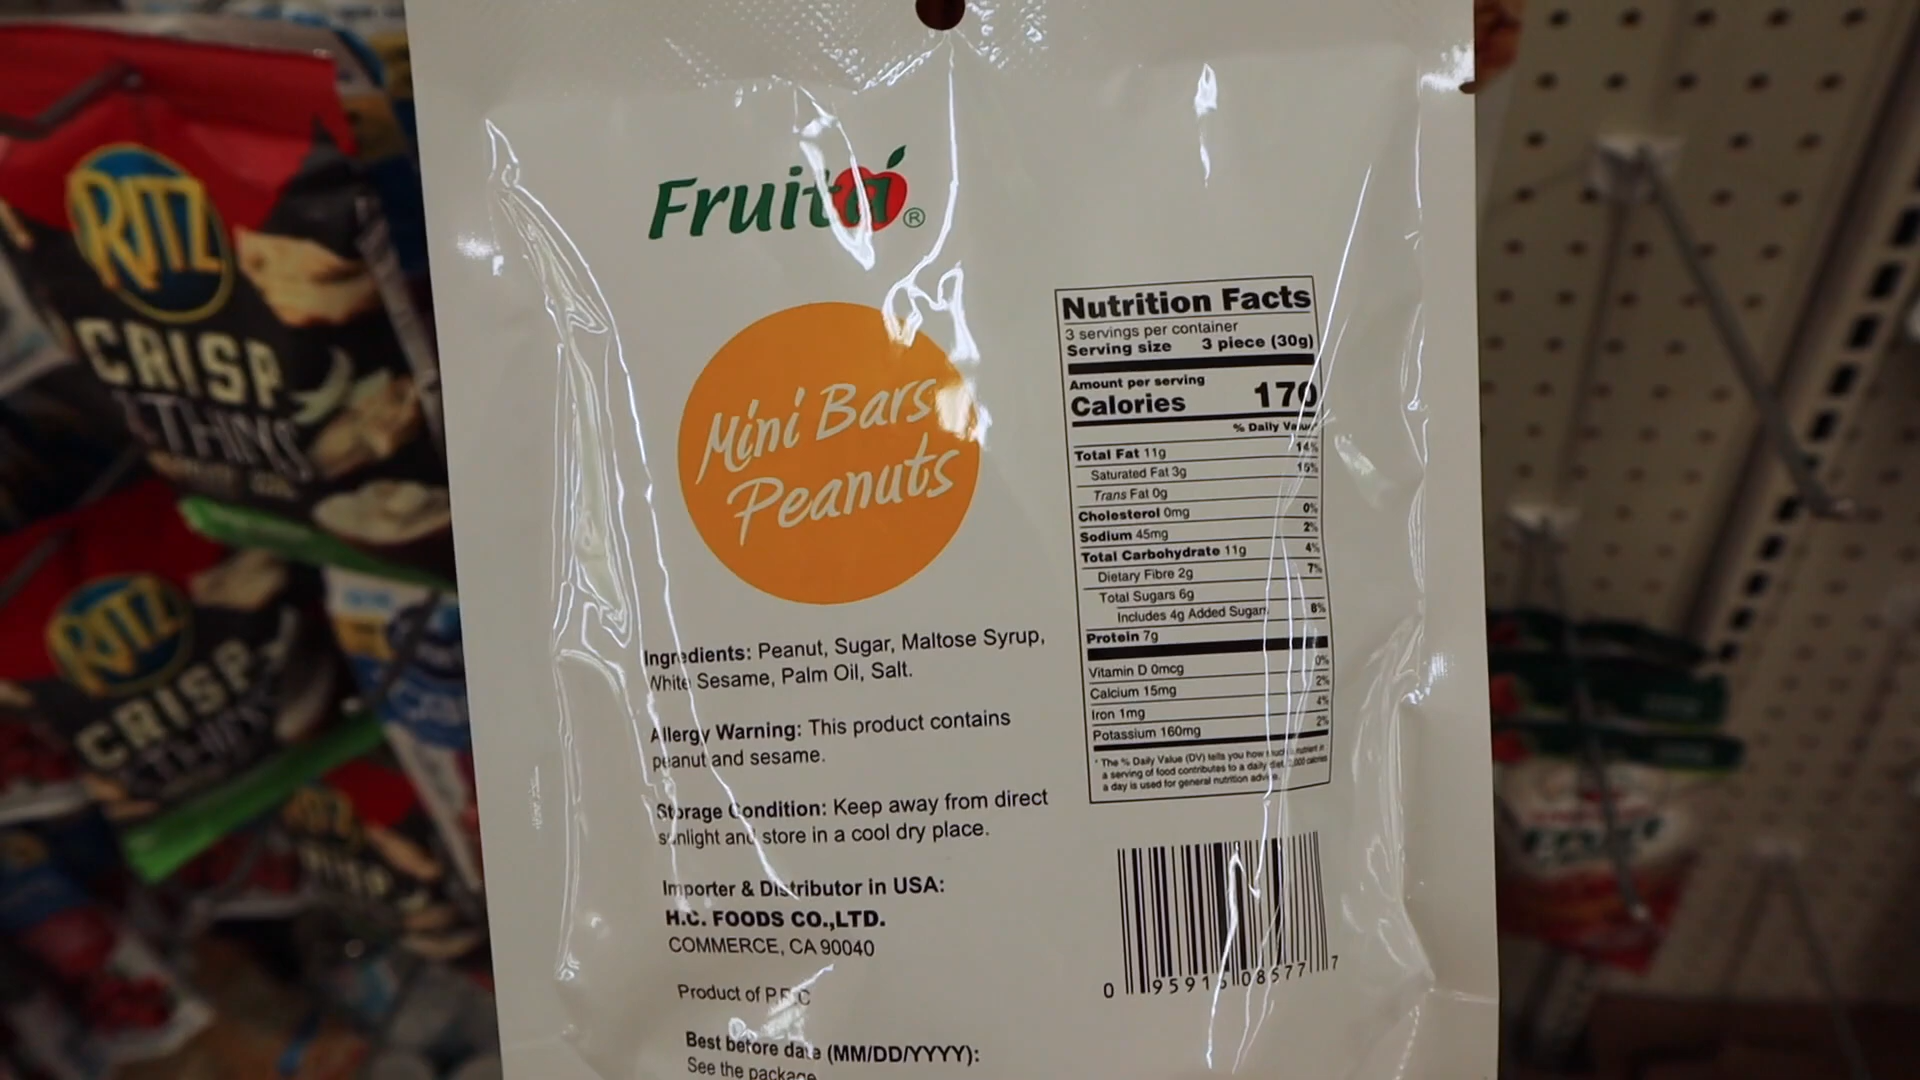 RITZ
CRISP
& THINS
RITZ
CRISP
Fruitá®
Mini Bars
Peanuts
Ingredients: Peanut, Sugar, Maltose Syrup,
White Sesame, Palm Oil, Salt.
Allergy Warning: This product contains
peanut and sesame.
Storage Condition: Keep away from direct
sunlight and store in a cool dry place.
Importer & Distributor in USA:
H.C. FOODS CO.,LTD.
COMMERCE, CA 90040
Product of P.R.C
Best before date (MM/DD/YYYY):
See the package
Nutrition Facts
3 servings per container
Serving size 3 piece (30g)
Amount per serving
Calories 170
% Daily Value
Total Fat 11g 14%
Saturated Fat 3g 15%
Trans Fat 0g
Cholesterol 0mg 0%
Sodium 45mg 2%
Total Carbohydrate 11g 4%
Dietary Fibre 2g 7%
Total Sugars 6g
Includes 4g Added Sugars 8%
Protein 7g
Vitamin D 0mcg 0%
Calcium 15mg 2%
Iron 1mg 4%
Potassium 160mg 2%
* The % Daily Value (DV) tells you how much a nutrient in
a serving of food contributes to a daily diet. 2,000 calories
a day is used for general nutrition advice.